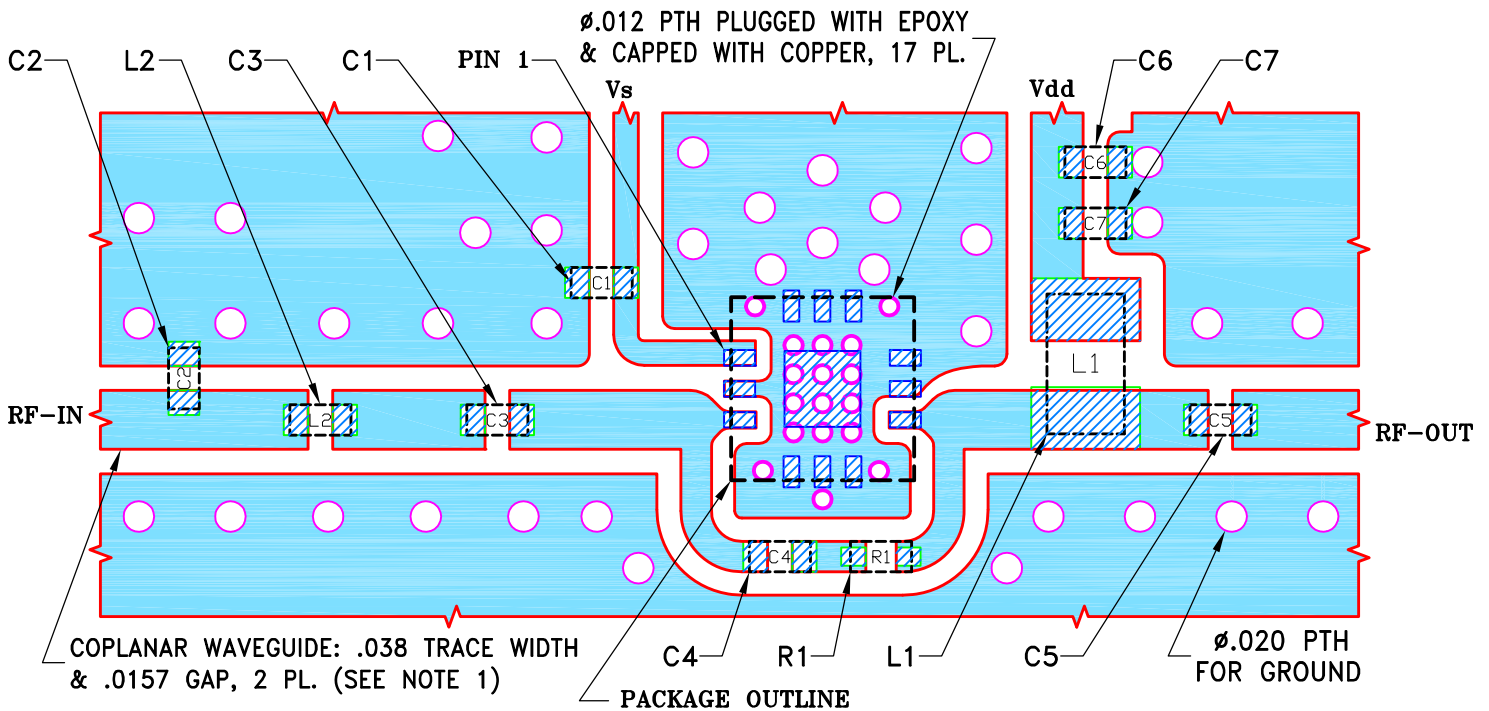 ø.012 PTH PLUGGED WITH EPOXY
& CAPPED WITH COPPER, 17 PL.
C2
L2
C3
C1
PIN 1
C6
C7
Vs
Vdd
C6
C7
C1
L1
C2
L2
C3
C5
RF-IN
RF-OUT
C4
R1
COPLANAR WAVEGUIDE: .038 TRACE WIDTH
& .0157 GAP, 2 PL. (SEE NOTE 1)
C4
R1
L1
C5
ø.020 PTH
FOR GROUND
PACKAGE OUTLINE